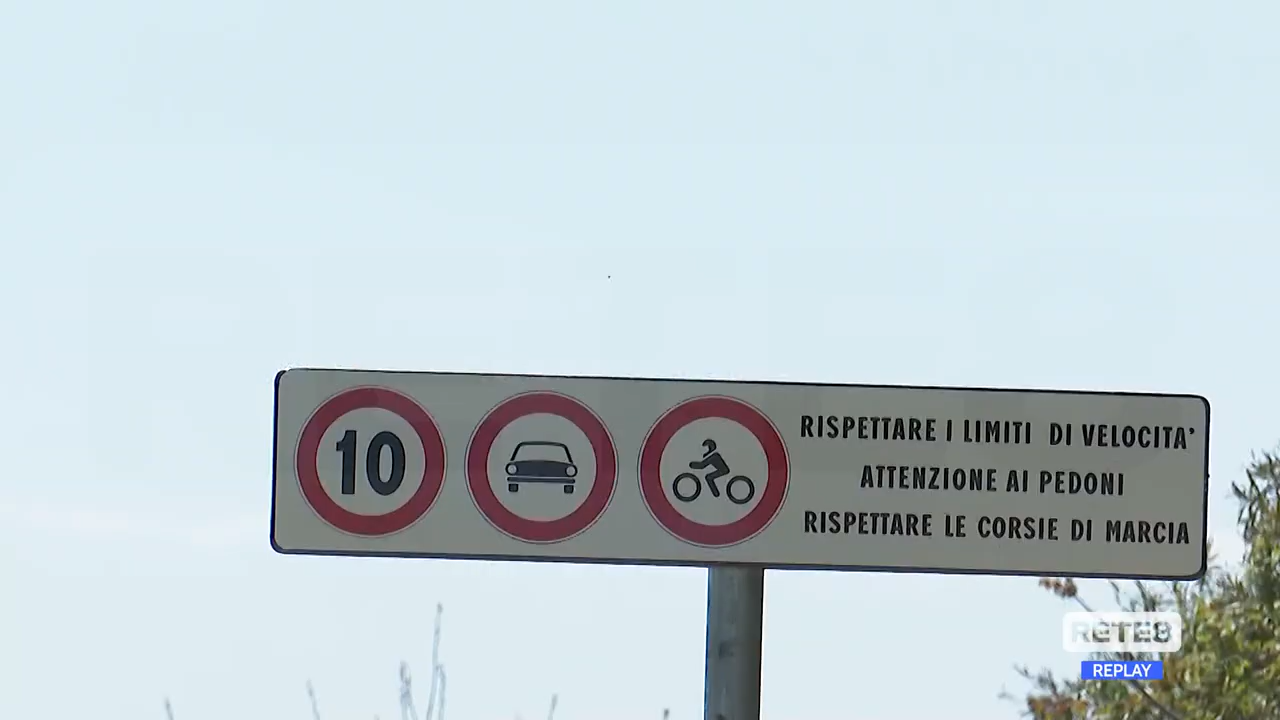 10
RISPETTARE I LIMITI DI VELOCITA'
ATTENZIONE AI PEDONI
RISPETTARE LE CORSIE DI MARCIA
RETE8
REPLAY